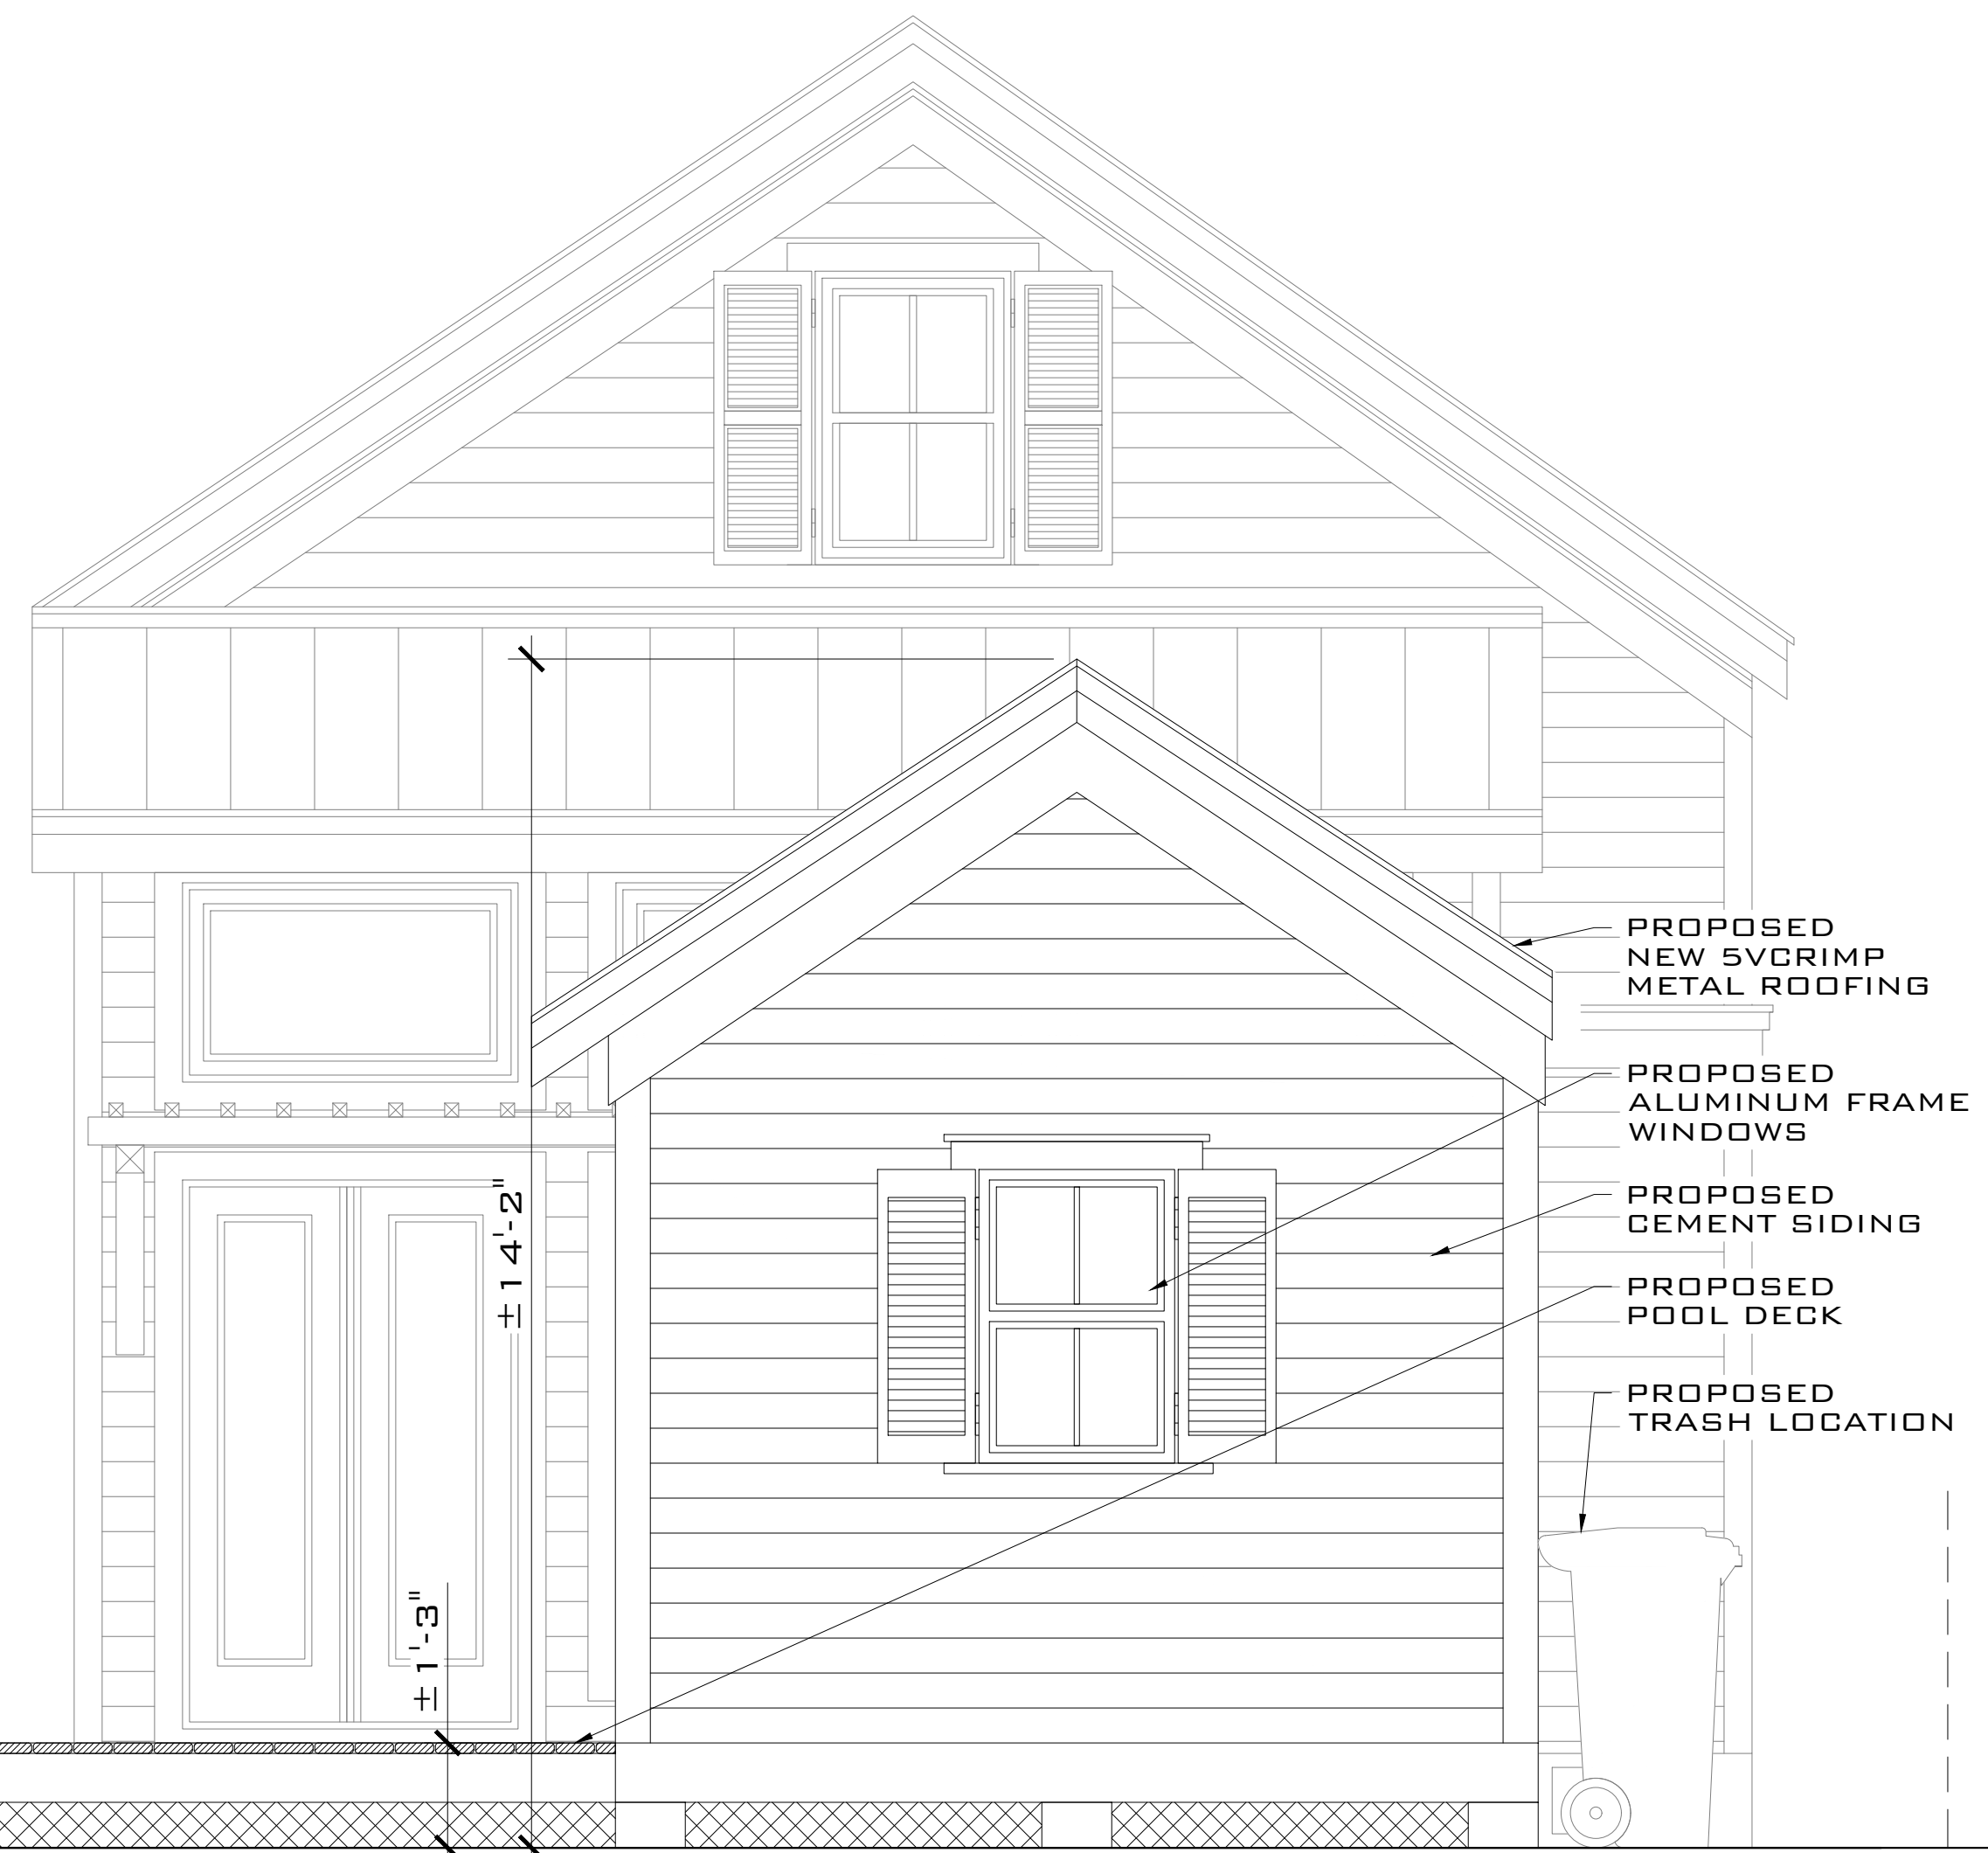 PROPOSED
NEW 5VCRIMP
METAL ROOFING
PROPOSED
ALUMINUM FRAME
WINDOWS
PROPOSED
CEMENT SIDING
PROPOSED
POOL DECK
PROPOSED
TRASH LOCATION
±14'-2"
±1'-3"